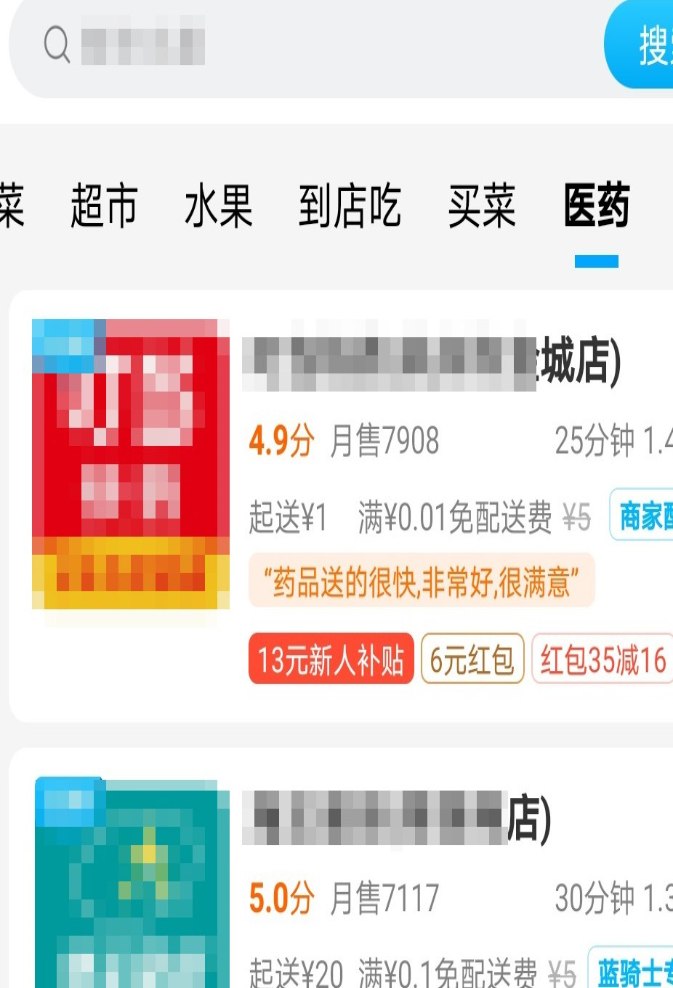 搜
菜 超市 水果 到店吃 买菜 医药
城店)
4.9分 月售7908 25分钟 1.4
起送¥1 满¥0.01免配送费 ¥5 商家配
“药品送的很快,非常好,很满意”
13元新人补贴 6元红包 红包35减16
店)
5.0分 月售7117 30分钟 1.3
起送¥20 满¥0.1免配送费 ¥5 蓝骑士专